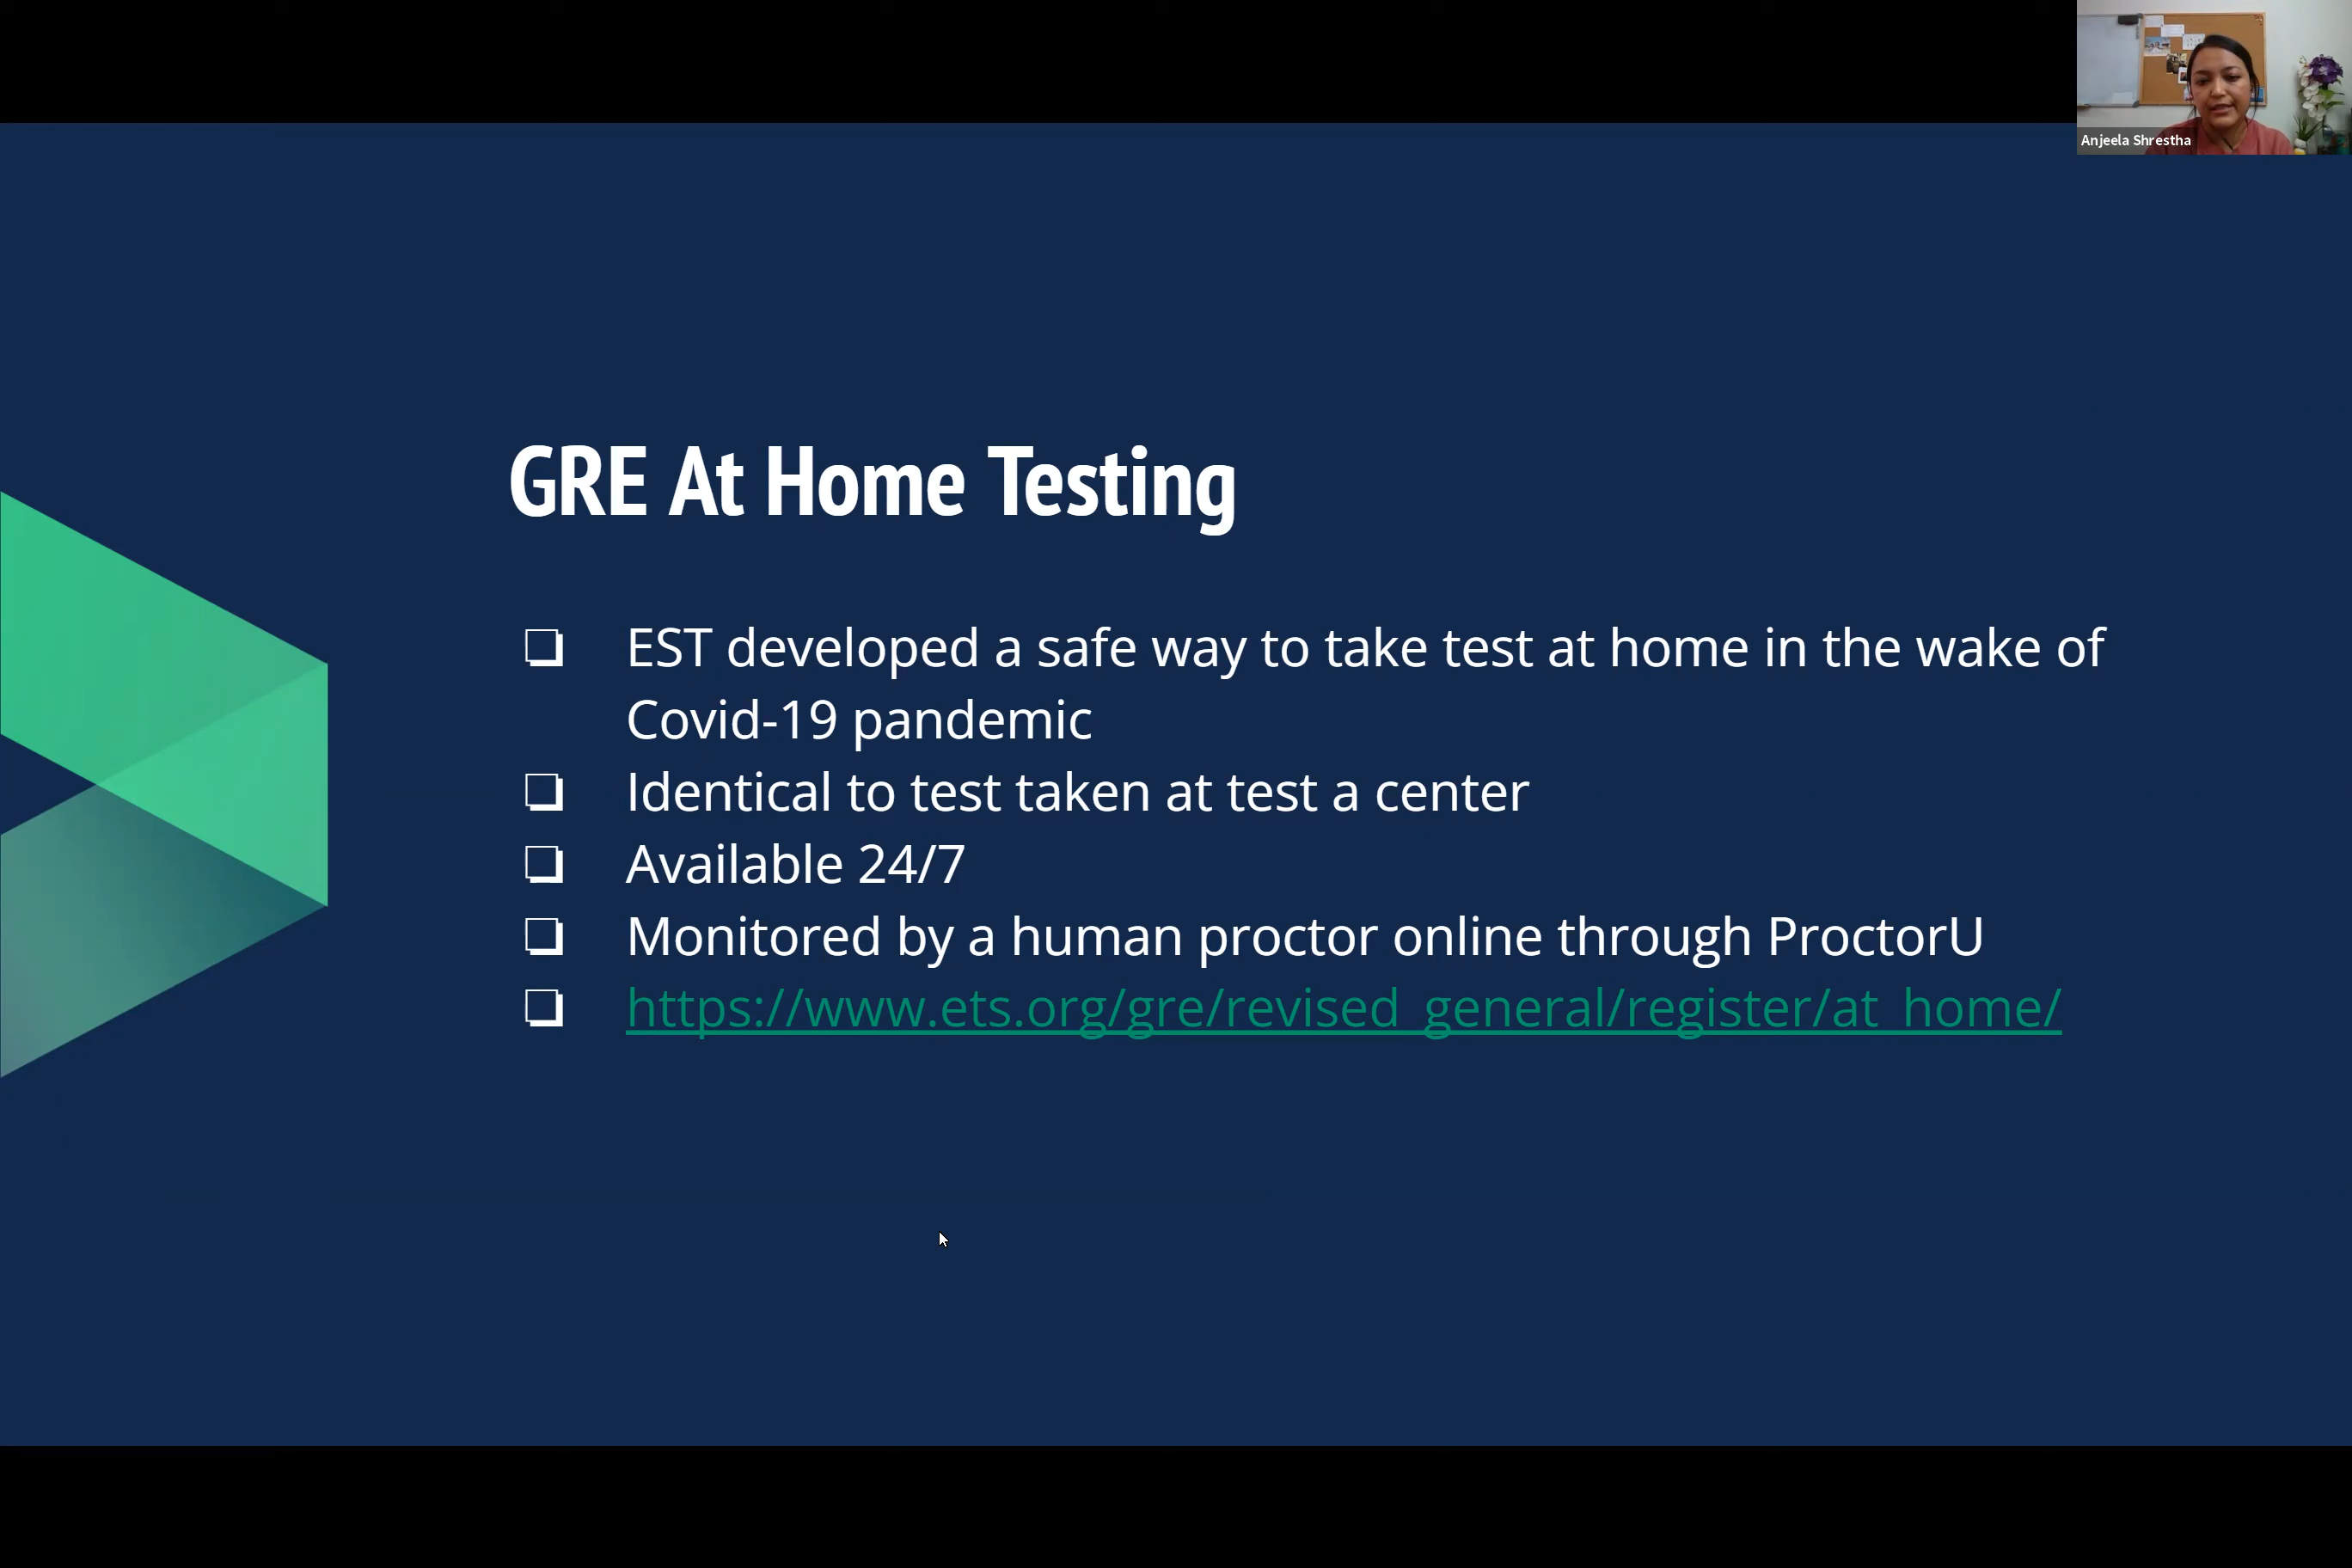 Anjeela Shrestha
GRE At Home Testing
❏ EST developed a safe way to take test at home in the wake of
Covid-19 pandemic
❏ Identical to test taken at test a center
❏ Available 24/7
❏ Monitored by a human proctor online through ProctorU
❏ https://www.ets.org/gre/revised_general/register/at_home/